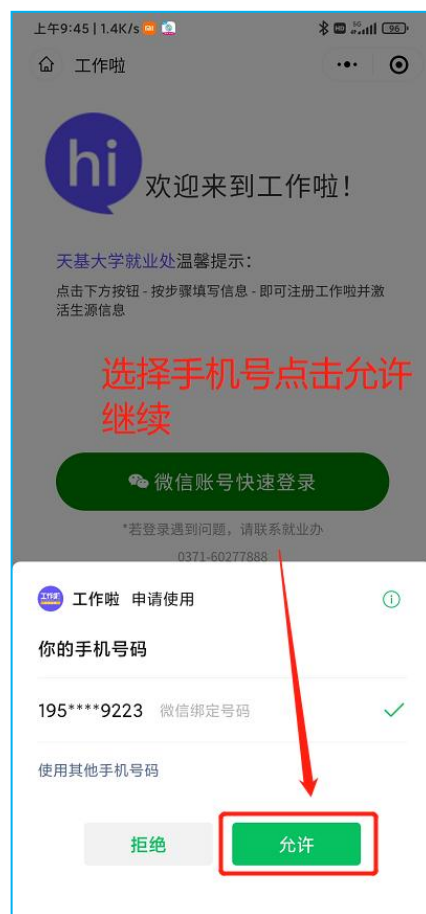 上午9:45 | 1.4K/s
工作啦
hi
欢迎来到工作啦！
天基大学就业处温馨提示：
点击下方按钮 - 按步骤填写信息 - 即可注册工作啦并激
活生源信息
选择手机号点击允许
继续
微信账号快速登录
*若登录遇到问题，请联系就业办
0371-60277888
工作啦 申请使用
你的手机号码
195****9223 微信绑定号码
使用其他手机号码
拒绝
允许